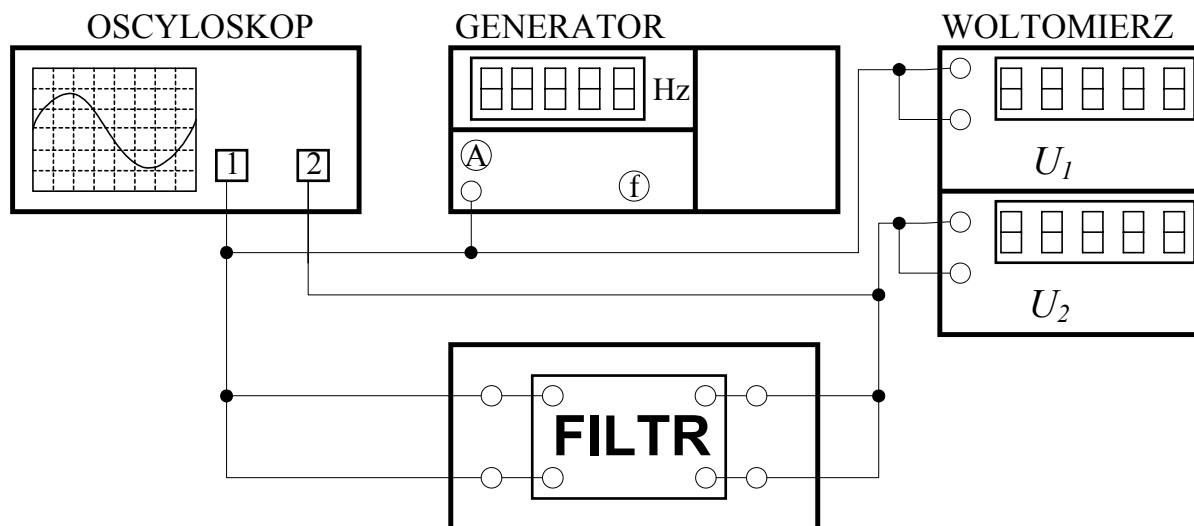 OSCYLOSKOP GENERATOR WOLTOMIERZ
Hz
A
1 2 f
U1
U2
FILTR